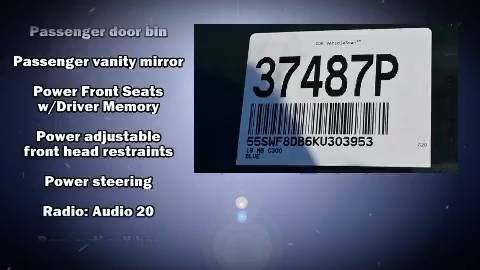 Passenger door bin
Passenger vanity mirror
Power Front Seats
w/Driver Memory
Power adjustable
front head restraints
Power steering
Radio: Audio 20
37487P
55SWF8DB6KU303953
19 MB C300
BLUE